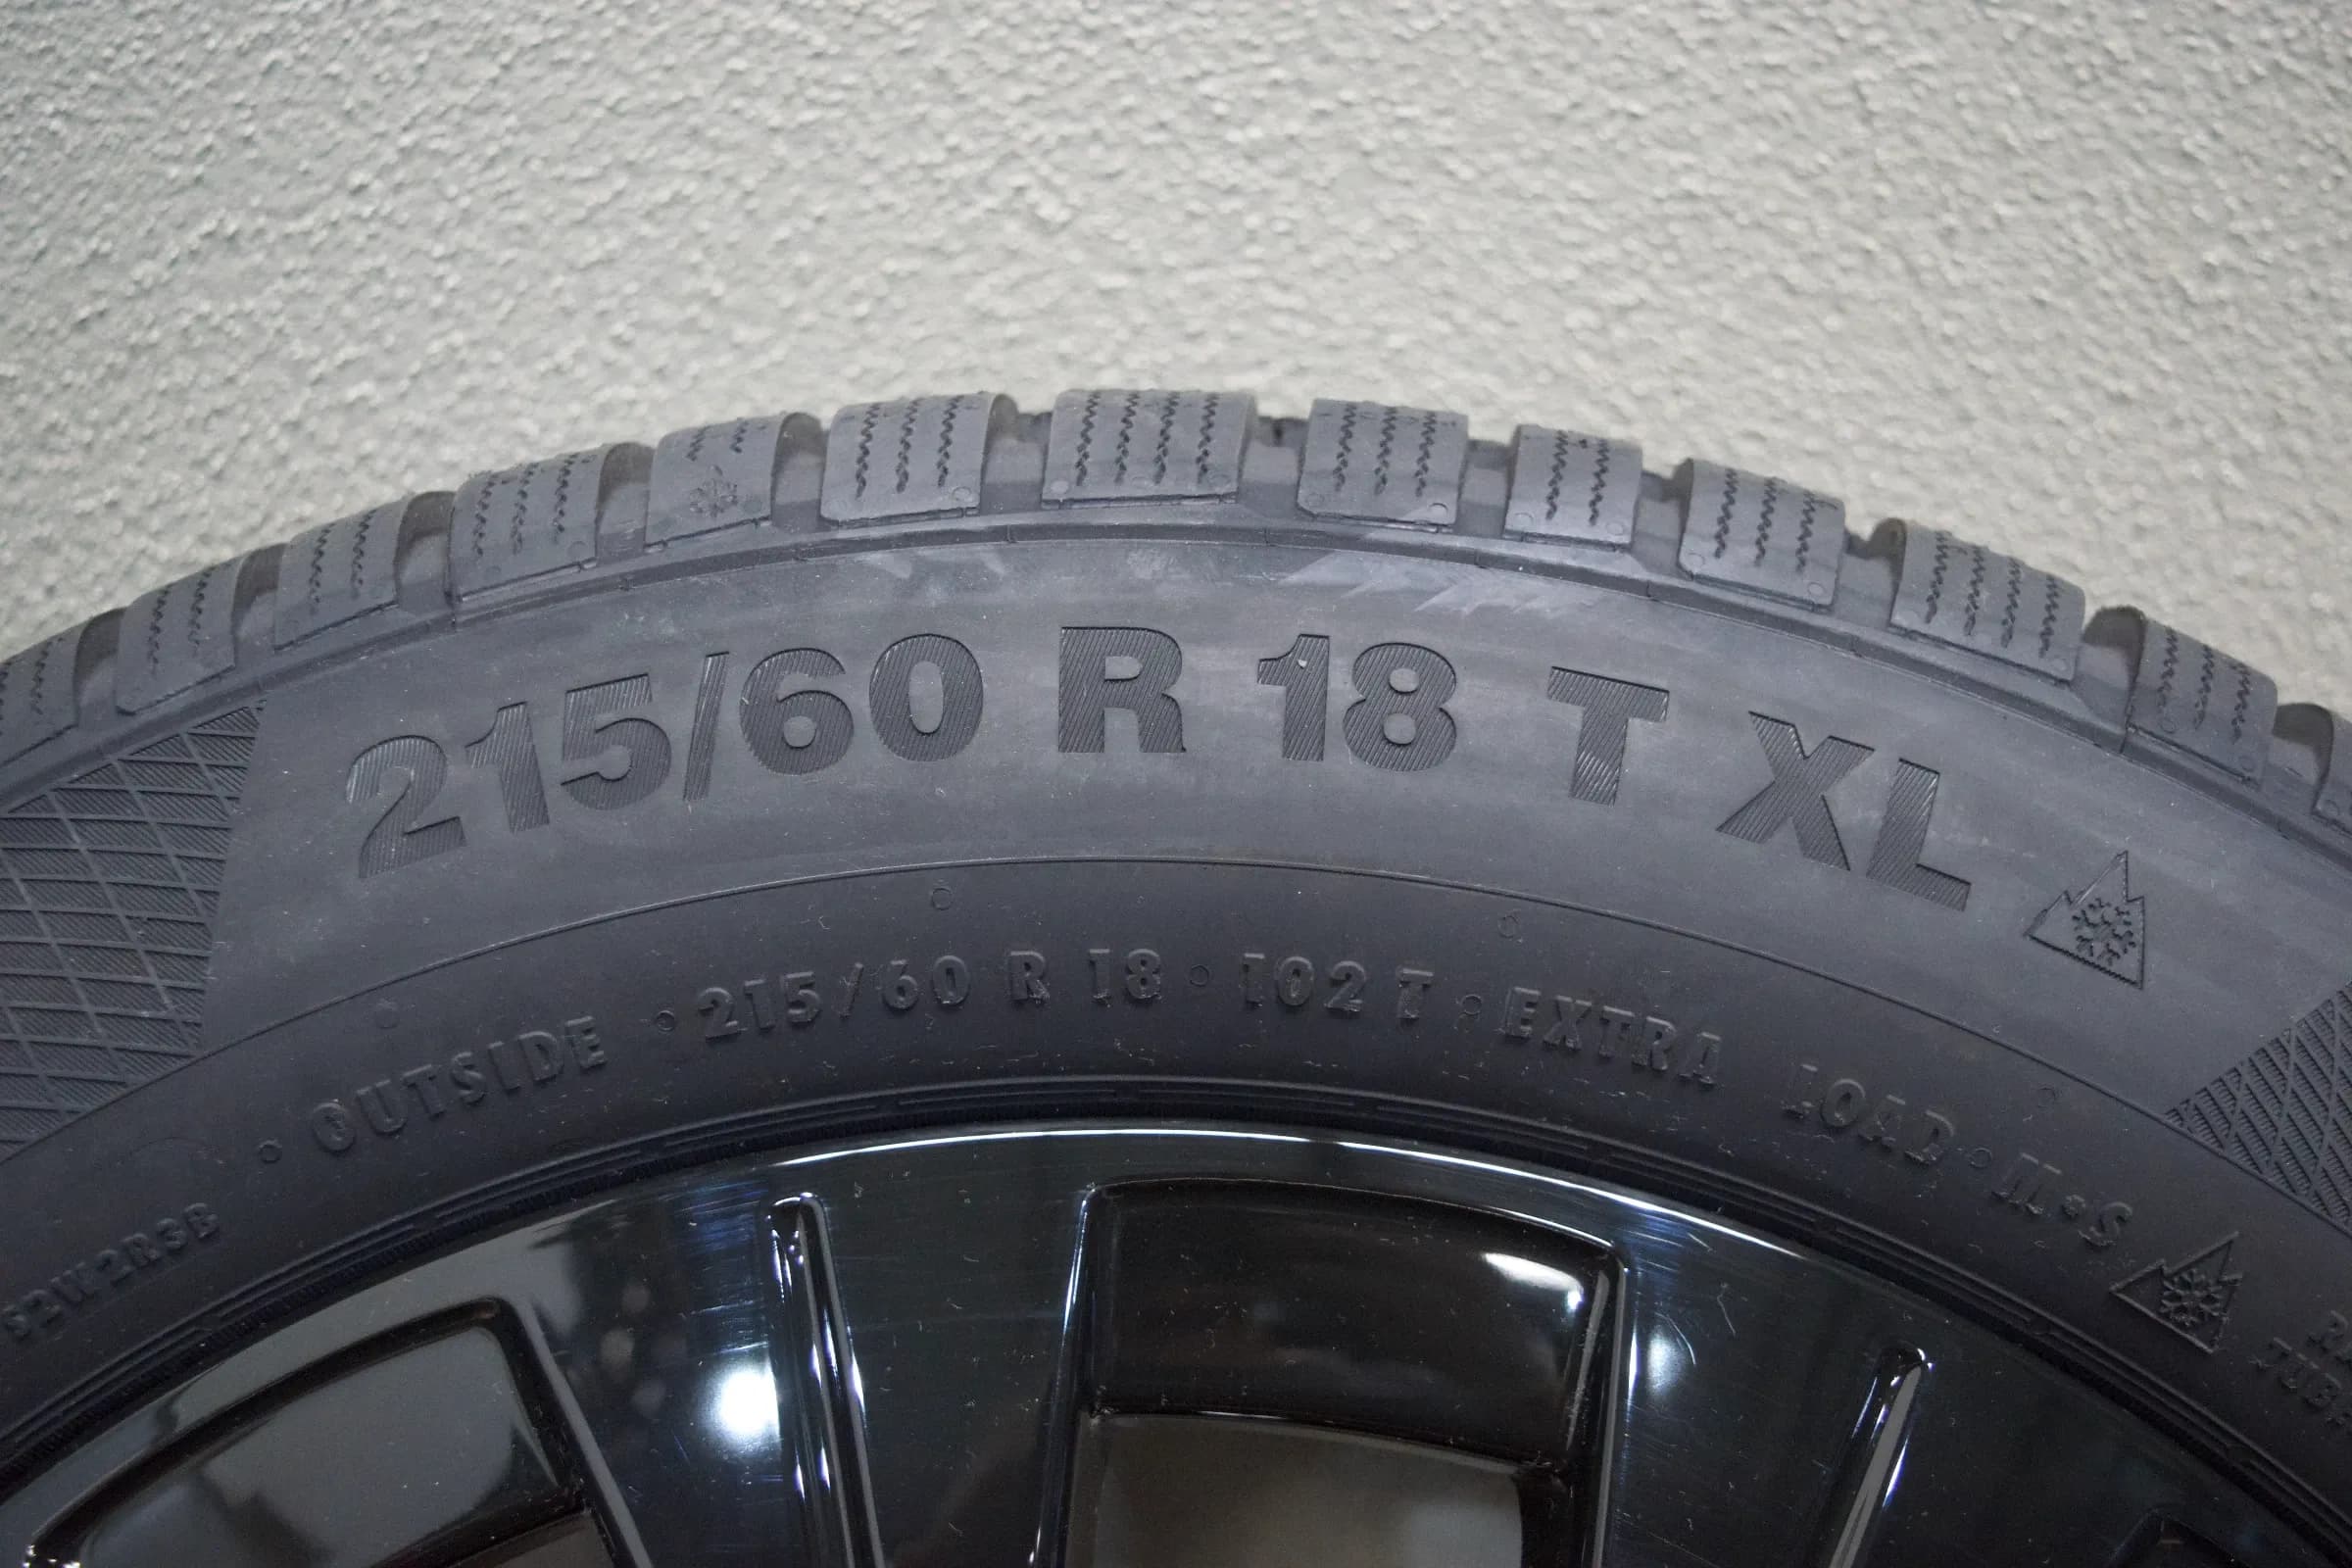 215/60 R 18 T XL
OUTSIDE 215/60 R 18 102 T EXTRA LOAD M+S